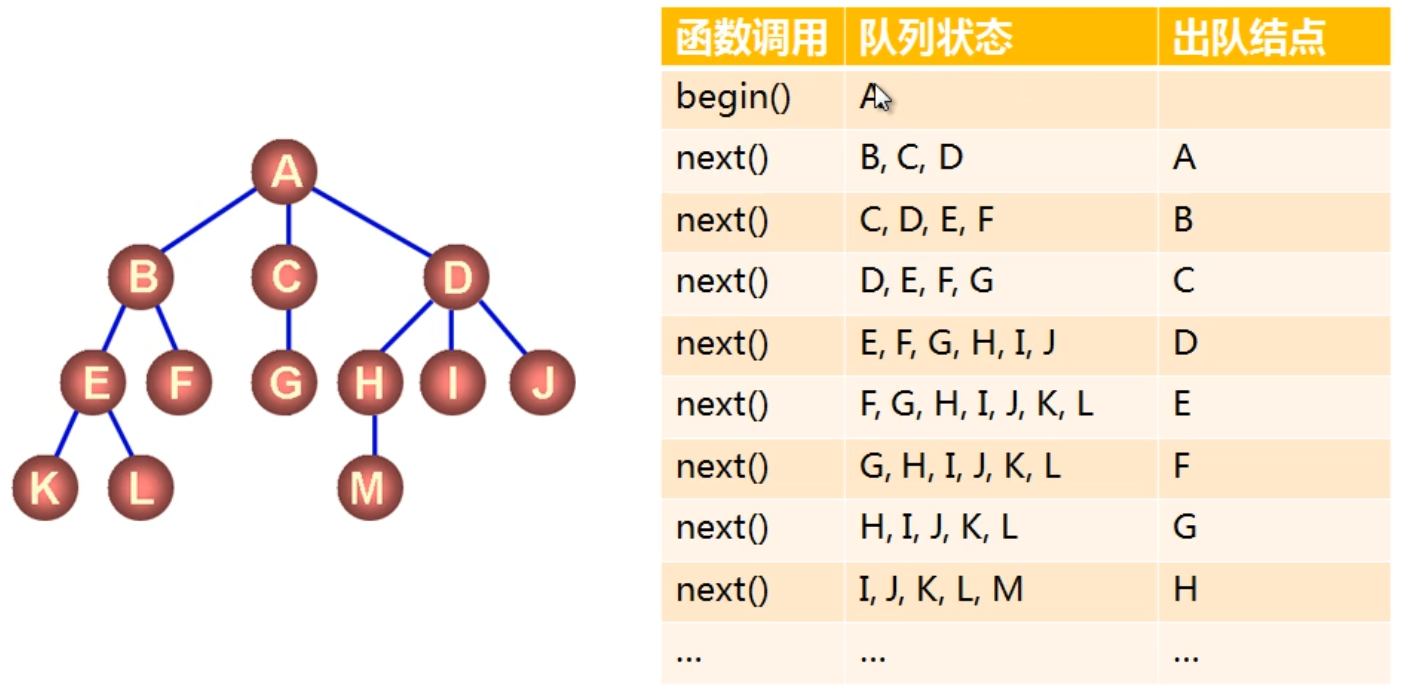 A
B C D
E F G H I J
K L M
函数调用 队列状态 出队结点
begin() A
next() B, C, D A
next() C, D, E, F B
next() D, E, F, G C
next() E, F, G, H, I, J D
next() F, G, H, I, J, K, L E
next() G, H, I, J, K, L F
next() H, I, J, K, L G
next() I, J, K, L, M H
... ... ...